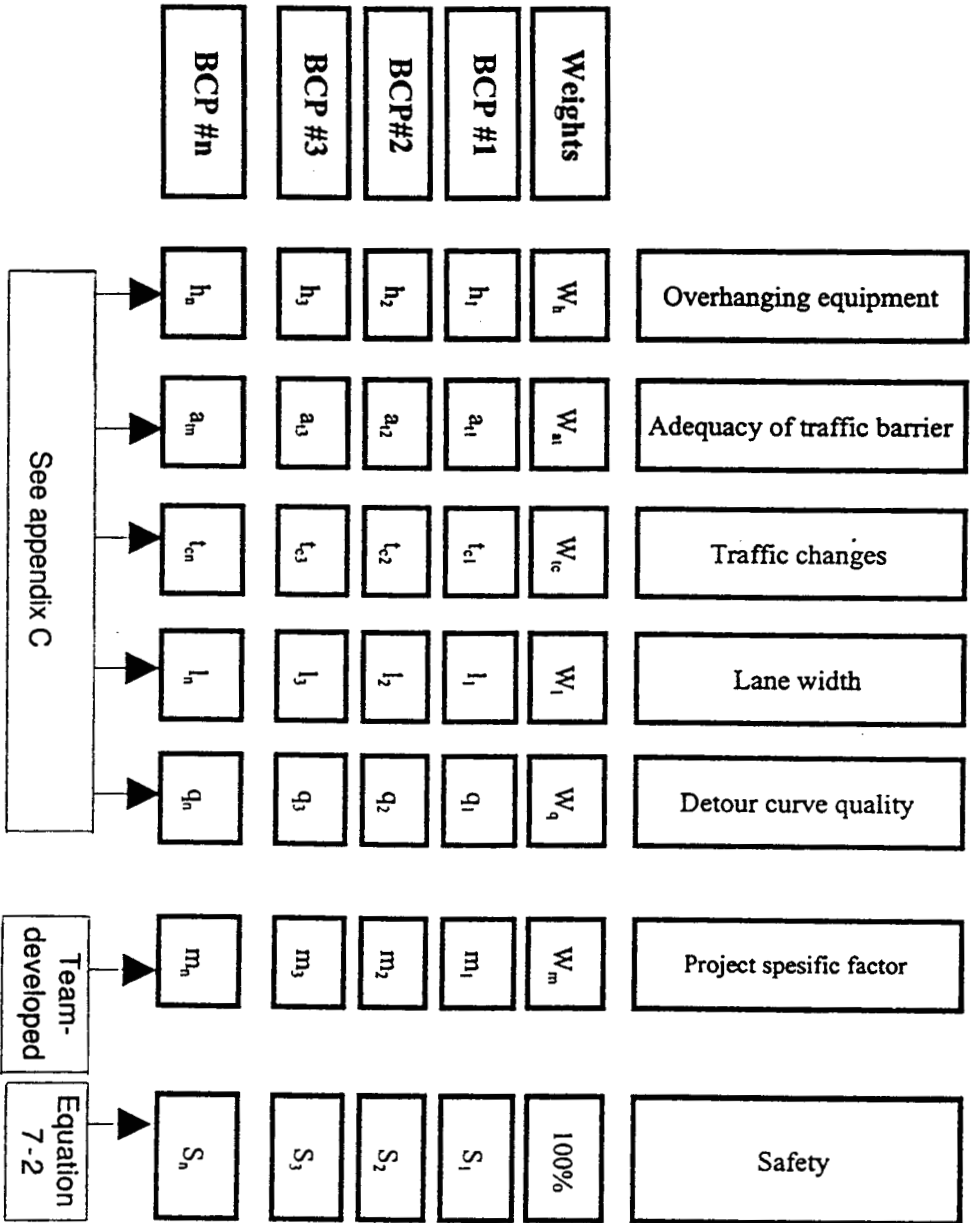 Overhanging equipment
Adequacy of traffic barrier
Traffic changes
Lane width
Detour curve quality
Project spesific factor
Safety
Weights
W_h
W_at
W_tc
W_l
W_q
W_m
100%
BCP #1
h_1
a_t1
t_c1
l_1
q_1
m_1
S_1
BCP#2
h_2
a_t2
t_c2
l_2
q_2
m_2
S_2
BCP #3
h_3
a_t3
t_c3
l_3
q_3
m_3
S_3
BCP #n
h_n
a_tn
t_cn
l_n
q_n
m_n
S_n
See appendix C
Team-
developed
Equation
7-2